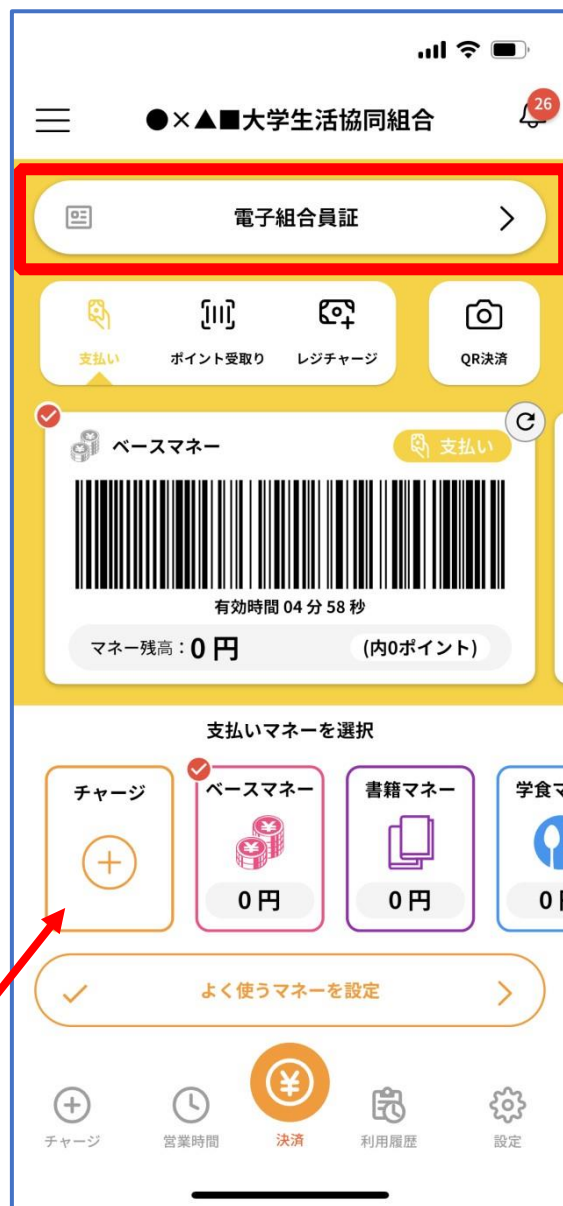 ●×▲■大学生活協同組合
26
電子組合員証
支払い
ポイント受取り
レジチャージ
QR決済
ベースマネー
支払い
有効時間 04 分 58 秒
マネー残高：0 円 (内0ポイント)
支払いマネーを選択
チャージ
ベースマネー
0 円
書籍マネー
0 円
学食マ
0
よく使うマネーを設定
チャージ
営業時間
決済
利用履歴
設定